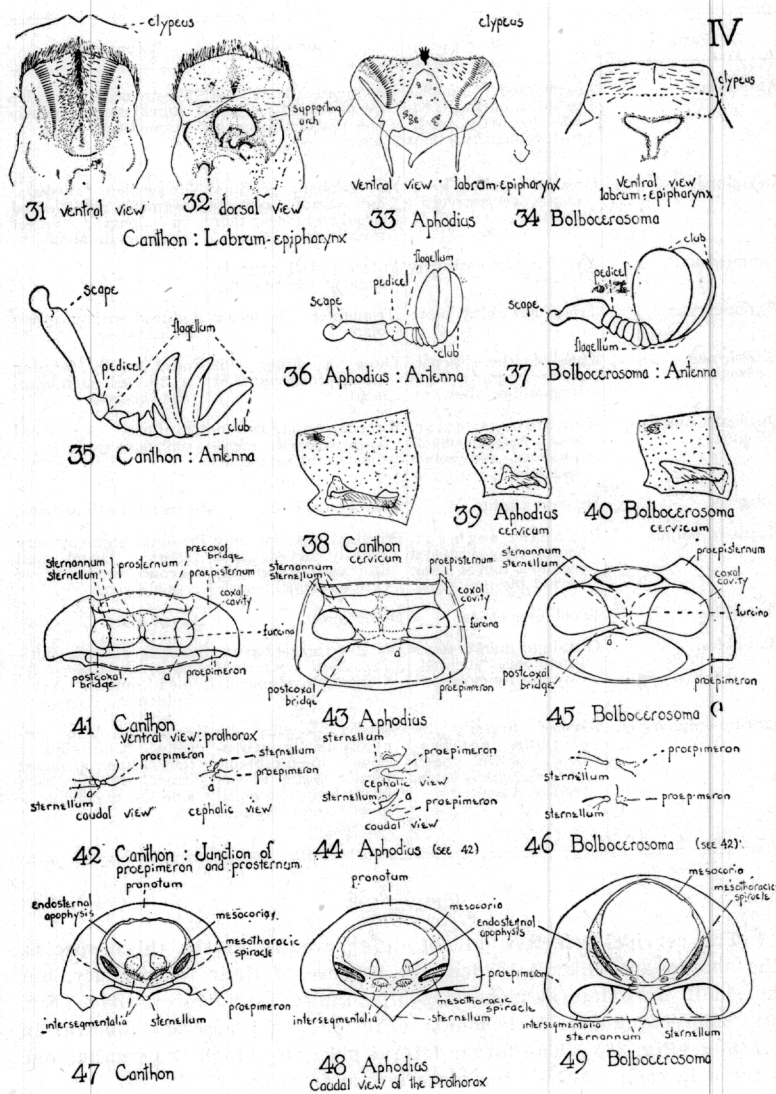 IV
clypeus
clypeus
clypeus
supporting
arch
31 ventral view
32 dorsal view
Canthon : Labrum-epipharynx
ventral view : labrum-epipharynx
33 Aphodius
ventral view
labrum-epipharynx
34 Bolbocerosoma
scape
pedicel
flagellum
club
35 Canthon : Antenna
scape
pedicel
flagellum
club
36 Aphodius : Antenna
scape
pedicel
club
flagellum
37 Bolbocerosoma : Antenna
38 Canthon
cervicum
39 Aphodius
cervicum
40 Bolbocerosoma
cervicum
sternannum
sternellum
prosternum
precoxal
bridge
proepisternum
coxal
cavity
furcina
postcoxal
bridge
a
proepimeron
41 Canthon
ventral view : prothorax
sternannum
sternellum
proepisternum
coxal
cavity
furcina
a
postcoxal
bridge
proepimeron
43 Aphodius
sternannum
sternellum
proepisternum
coxal
cavity
furcina
a
postcoxal
bridge
proepimeron
45 Bolbocerosoma
proepimeron
a
sternellum
caudal view
sternellum
proepimeron
a
cephalic view
42 Canthon : Junction of
proepimeron and prosternum
sternellum
proepimeron
cephalic view
sternellum
a
proepimeron
caudal view
44 Aphodius (see 42)
proepimeron
sternellum
proepimeron
sternellum
46 Bolbocerosoma (see 42)
pronotum
endosternal
apophysis
mesocoria
mesothoracic
spiracle
proepimeron
intersegmentalia
sternellum
47 Canthon
pronotum
mesocoria
endosternal
apophysis
proepimeron
mesothoracic
spiracle
intersegmentalia
sternellum
48 Aphodius
Caudal view of the Prothorax
mesocoria
mesothoracic
spiracle
intersegmentalia
sternannum
sternellum
49 Bolbocerosoma